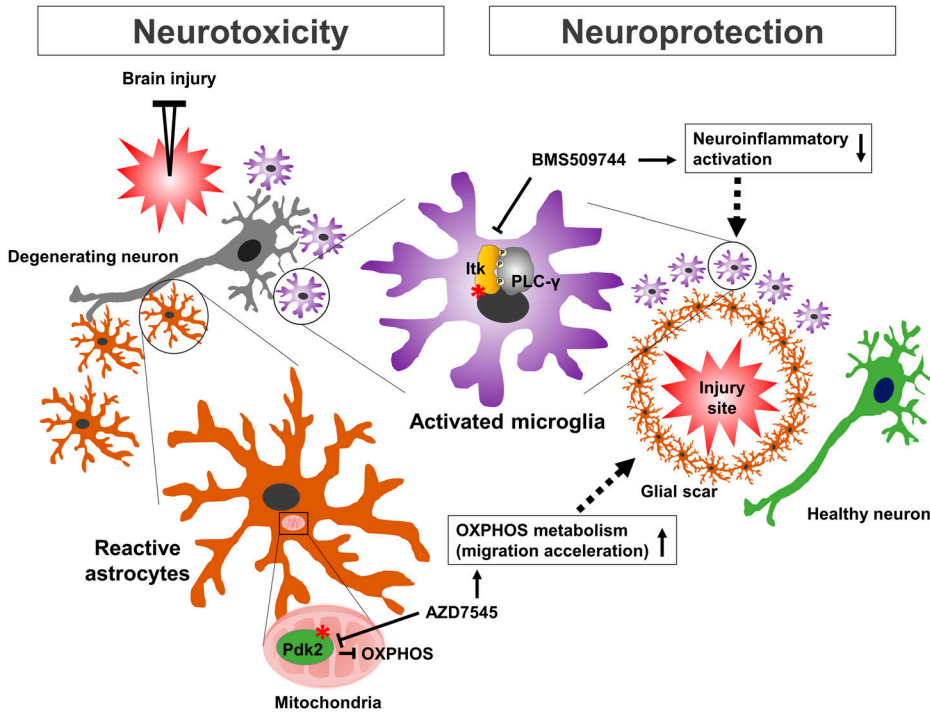 Neurotoxicity
Neuroprotection
Brain injury
Neuroinflammatory
activation
BMS509744
Degenerating neuron
Itk
P
P
P
PLC-γ
*
Activated microglia
Injury
site
Glial scar
Healthy neuron
OXPHOS metabolism
(migration acceleration)
Reactive
astrocytes
AZD7545
*
Pdk2
OXPHOS
Mitochondria